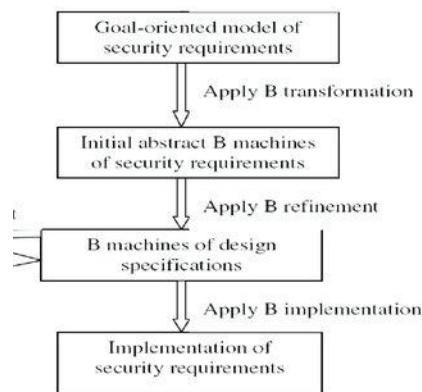 Goal-oriented model of
security requirements
Apply B transformation
Initial abstract B machines
of security requirements
Apply B refinement
B machines of design
specifications
Apply B implementation
Implementation of
security requirements